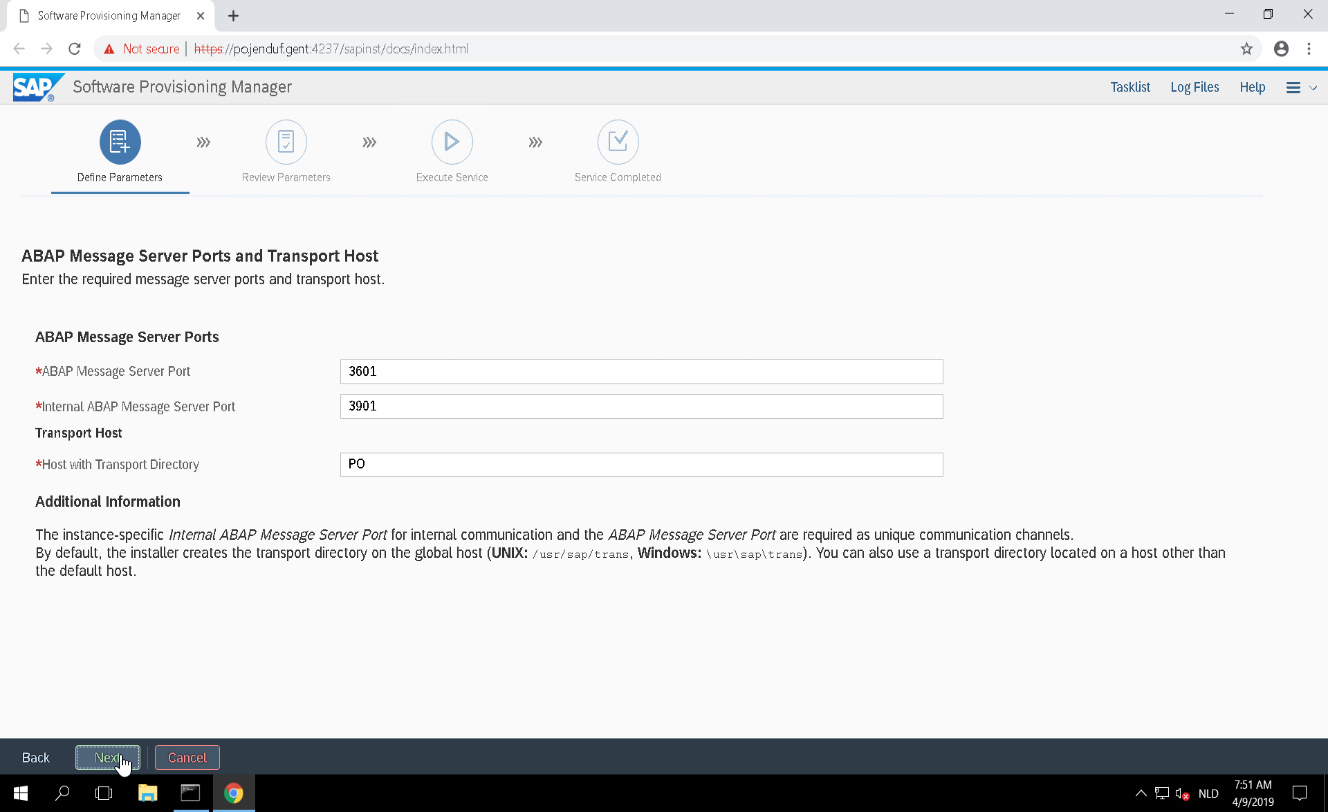 Software Provisioning Manager
Not secure | https://po.jenduf.gent:4237/sapinst/docs/index.html
SAP Software Provisioning Manager
Tasklist Log Files Help
Define Parameters Review Parameters Execute Service Service Completed
ABAP Message Server Ports and Transport Host
Enter the required message server ports and transport host.
ABAP Message Server Ports
*ABAP Message Server Port 3601
*Internal ABAP Message Server Port 3901
Transport Host
*Host with Transport Directory PO
Additional Information
The instance-specific Internal ABAP Message Server Port for internal communication and the ABAP Message Server Port are required as unique communication channels.
By default, the installer creates the transport directory on the global host (UNIX: /usr/sap/trans, Windows: \usr\sap\trans). You can also use a transport directory located on a host other than
the default host.
Back Next Cancel
NLD
7:51 AM
4/9/2019